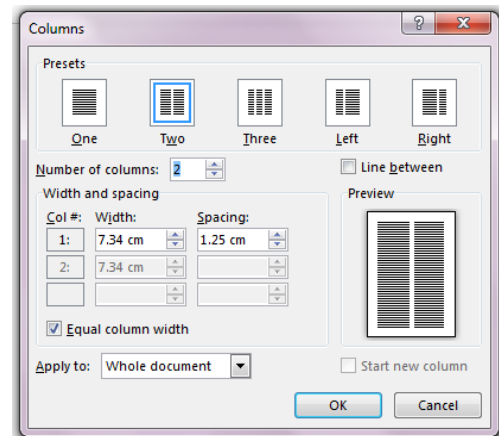 Columns
Presets
One Two Three Left Right
Number of columns: 2 Line between
Width and spacing Preview
Col #: Width: Spacing:
1: 7.34 cm 1.25 cm
2: 7.34 cm
Equal column width
Apply to: Whole document Start new column
OK Cancel